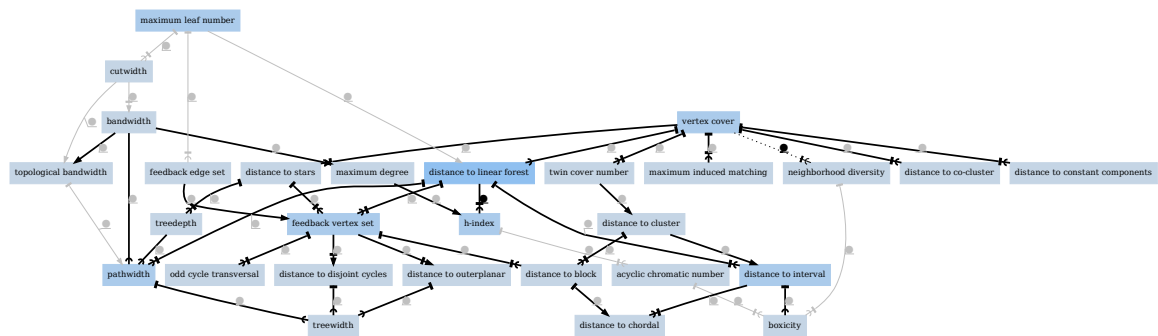 maximum leaf number
cutwidth
bandwidth
vertex cover
topological bandwidth
feedback edge set
distance to stars
maximum degree
distance to linear forest
twin cover number
maximum induced matching
neighborhood diversity
distance to co-cluster
distance to constant components
treedepth
feedback vertex set
h-index
distance to cluster
pathwidth
odd cycle transversal
distance to disjoint cycles
distance to outerplanar
distance to block
acyclic chromatic number
distance to interval
treewidth
distance to chordal
boxicity